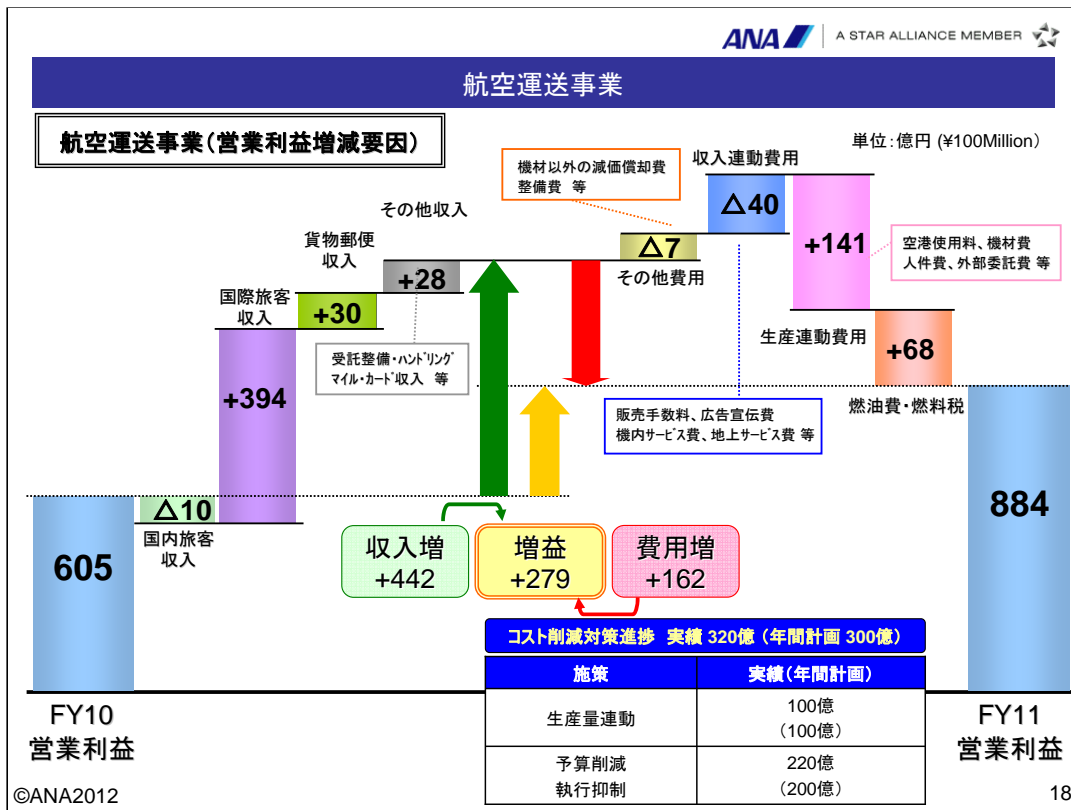 ANA
A STAR ALLIANCE MEMBER
航空運送事業
航空運送事業(営業利益増減要因)
単位:億円 (¥100Million)
605
FY10
営業利益
△10
国内旅客
収入
+394
国際旅客
収入
+30
貨物郵便
収入
+28
その他収入
受託整備・ハンドリング
マイル・カード収入 等
機材以外の減価償却費
整備費 等
△7
その他費用
収入連動費用
△40
販売手数料、広告宣伝費
機内サービス費、地上サービス費 等
+141
生産連動費用
空港使用料、機材費
人件費、外部委託費 等
+68
燃油費・燃料税
884
FY11
営業利益
収入増
+442
増益
+279
費用増
+162
コスト削減対策進捗 実績 320億 (年間計画 300億)
施策 実績(年間計画)
生産量連動 100億
(100億)
予算削減 220億
執行抑制 (200億)
©ANA2012
18